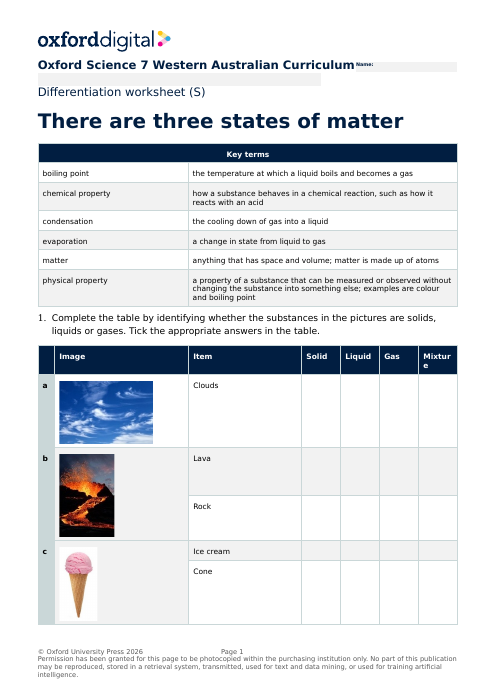 oxforddigital
Oxford Science 7 Western Australian Curriculum Name:
Differentiation worksheet (S)
There are three states of matter
Key terms
boiling point the temperature at which a liquid boils and becomes a gas
chemical property how a substance behaves in a chemical reaction, such as how it
reacts with an acid
condensation the cooling down of gas into a liquid
evaporation a change in state from liquid to gas
matter anything that has space and volume; matter is made up of atoms
physical property a property of a substance that can be measured or observed without
changing the substance into something else; examples are colour
and boiling point
1. Complete the table by identifying whether the substances in the pictures are solids,
liquids or gases. Tick the appropriate answers in the table.
Image Item Solid Liquid Gas Mixtur
e
a Clouds
b Lava
Rock
c Ice cream
Cone
© Oxford University Press 2026 Page 1
Permission has been granted for this page to be photocopied within the purchasing institution only. No part of this publication
may be reproduced, stored in a retrieval system, transmitted, used for text and data mining, or used for training artificial
intelligence.